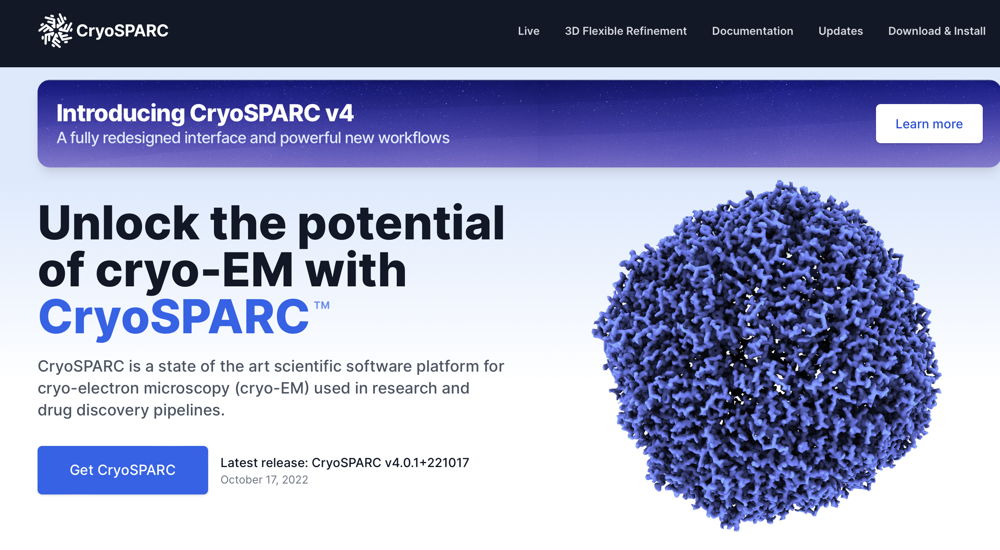 CryoSPARC
Live
3D Flexible Refinement
Documentation
Updates
Download & Install
Introducing CryoSPARC v4
A fully redesigned interface and powerful new workflows
Learn more
Unlock the potential
of cryo-EM with
CryoSPARC™
CryoSPARC is a state of the art scientific software platform for
cryo-electron microscopy (cryo-EM) used in research and
drug discovery pipelines.
Get CryoSPARC
Latest release: CryoSPARC v4.0.1+221017
October 17, 2022